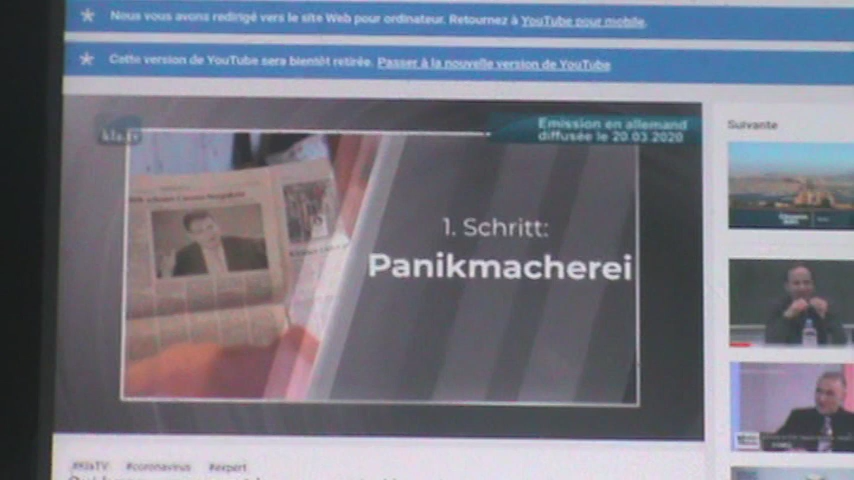 Nous vous avons redirigé vers le site Web pour ordinateur. Retournez à YouTube pour mobile.
Cette version de YouTube sera bientôt retirée. Passer à la nouvelle version de YouTube
kla.tv
Emission en allemand
diffusée le 20.03.2020
Suivante
1. Schritt:
Panikmacherei
#KlaTV #coronavirus #expert